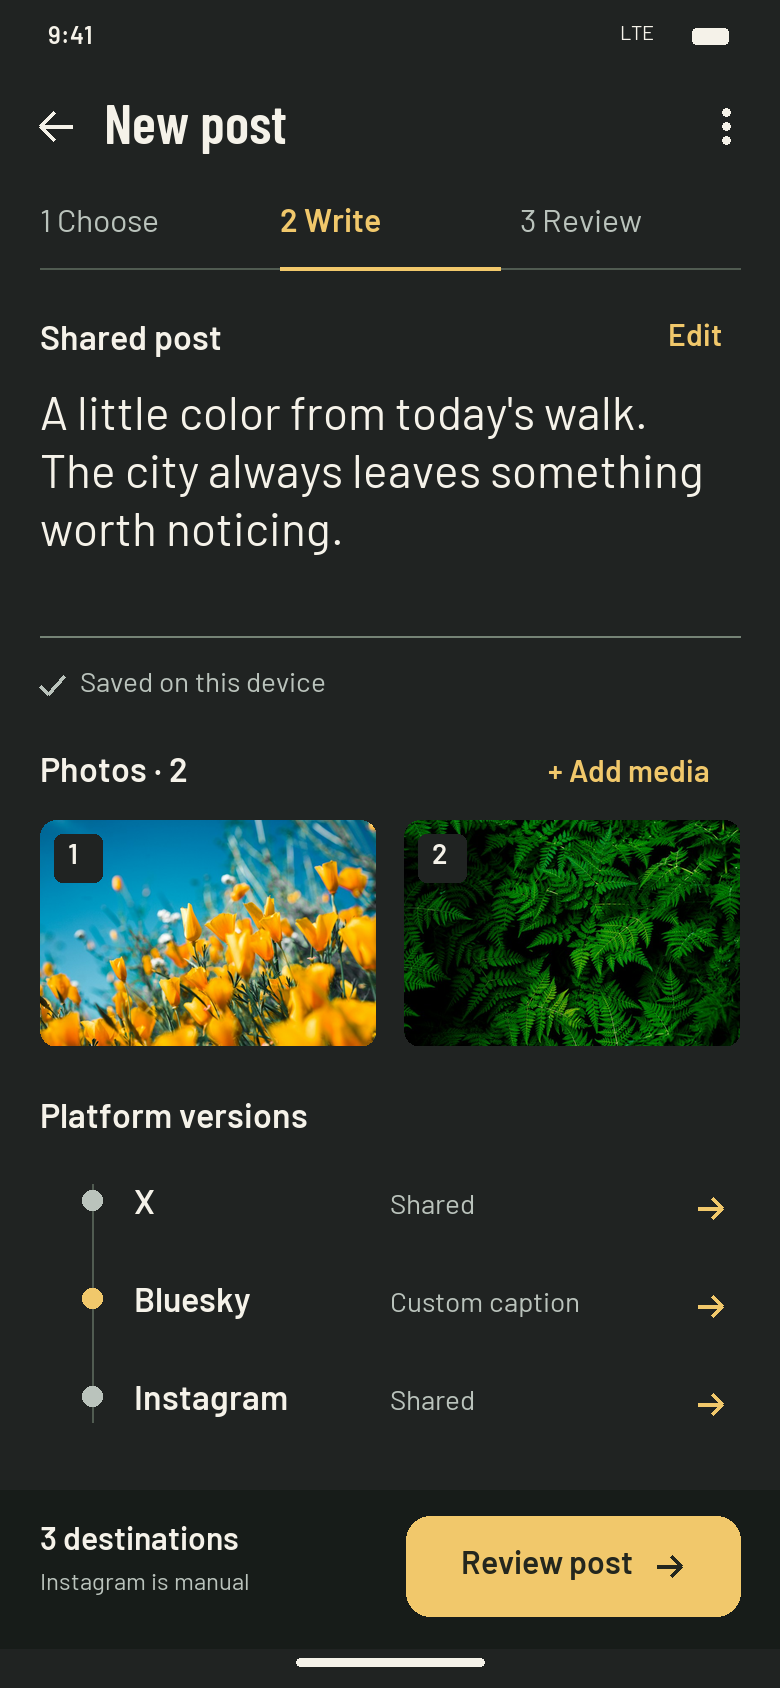 9:41
LTE
New post
1 Choose
2 Write
3 Review
Shared post
Edit
A little color from today's walk.
The city always leaves something
worth noticing.
Saved on this device
Photos · 2
+ Add media
1
2
Platform versions
X
Shared
Bluesky
Custom caption
Instagram
Shared
3 destinations
Instagram is manual
Review post